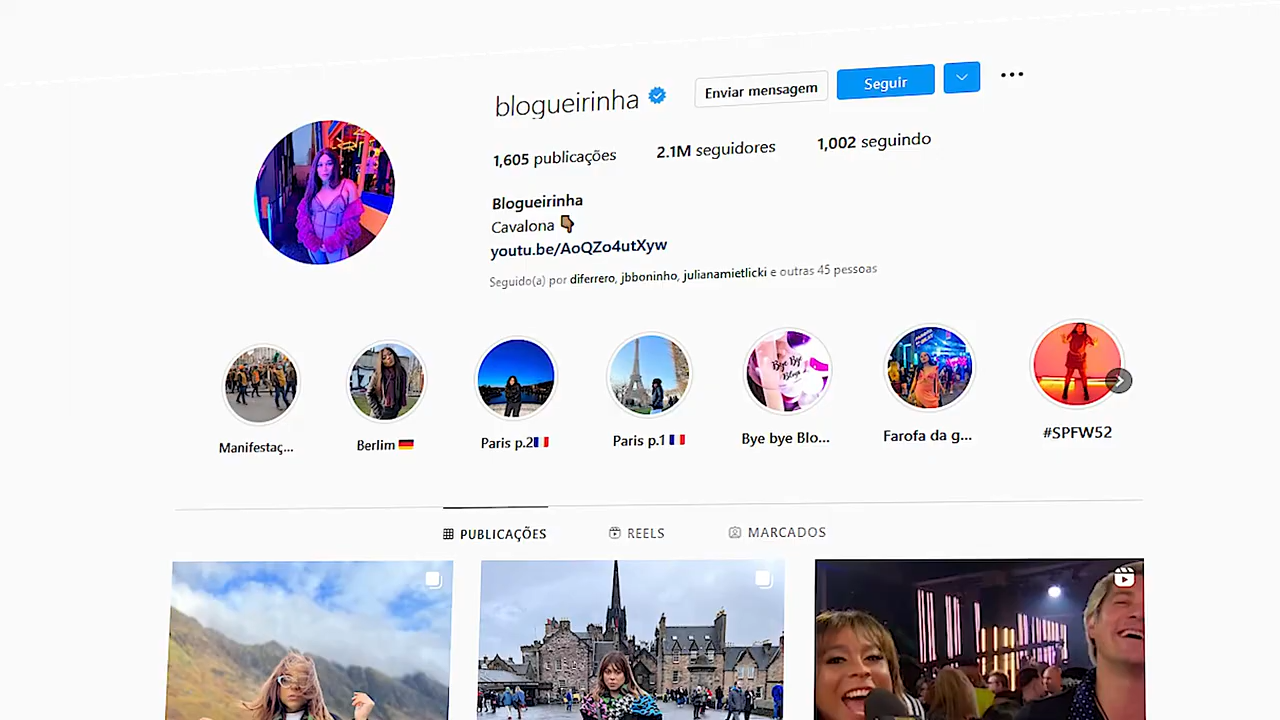 blogueirinha Enviar mensagem Seguir
1,605 publicações 2.1M seguidores 1,002 seguindo
Blogueirinha
Cavalona 👇🏾
youtu.be/AoQZo4utXyw
Seguido(a) por diferrero, jbboninho, julianamietlicki e outras 45 pessoas
Bye Bye
Manifestaç... Berlim 🇩🇪 Paris p.2🇫🇷 Paris p.1 🇫🇷 Bye bye Blo... Farofa da g... #SPFW52
PUBLICAÇÕES REELS MARCADOS